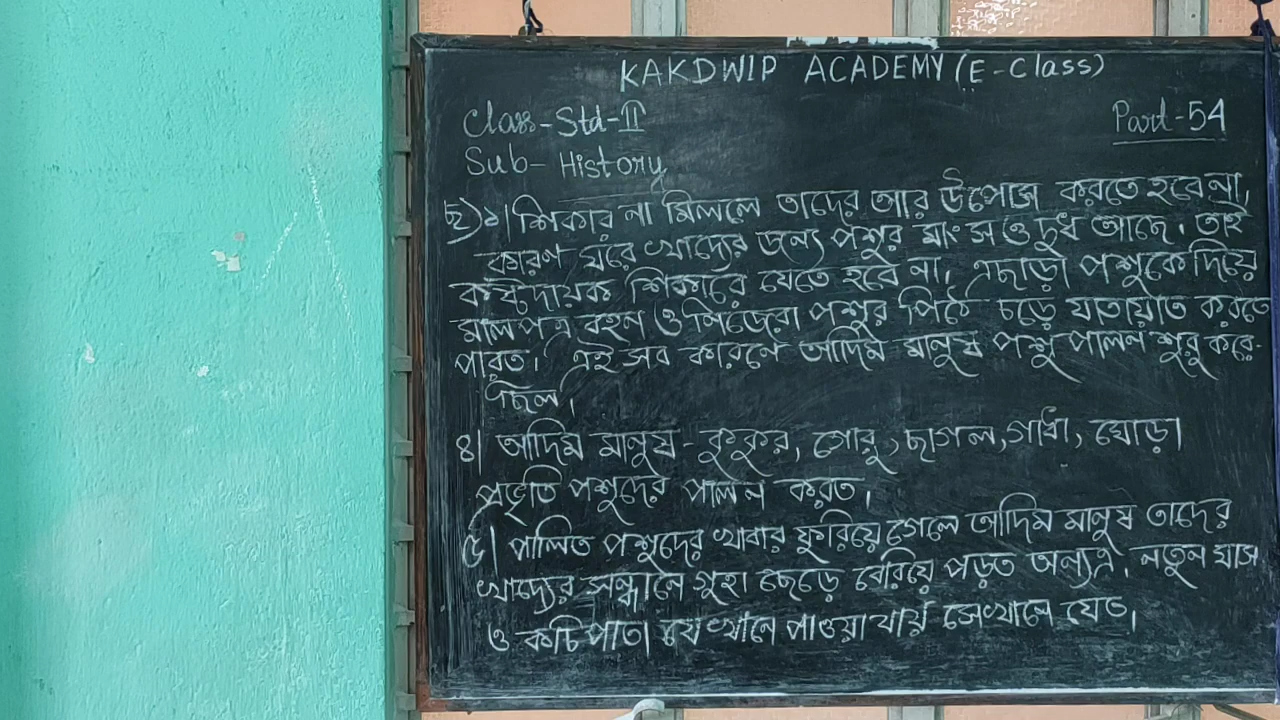 KAKDWIP ACADEMY (E-Class)
Class-Std-II
Part-54
Sub- History
ছ) ১| শিকার না মিললে তাদের আর উপোস করতে হবে না,
কারণ ঘরে খাদ্যের জন্যে পশুর মাংস ও দুধ আছে। তাই
কষ্টদায়ক শিকারে যেতে হবে না। এছাড়া পশুকে দিয়ে
মালপত্র বহন ও নিজেরা পশুর পিঠে চড়ে যাতায়াত করতে
পারত। এই সব কারণে আদিম মানুষ পশু পালন শুরু করে-
ছিল।
৪| আদিম মানুষ - কুকুর, গোরু, ছাগল, গাধা, ঘোড়া
প্রভৃতি পশুদের পালন করত।
৫| পালিত পশুদের খাবার ফুরিয়ে গেলে আদিম মানুষ তাদের
খাদ্যের সন্ধানে গুহা ছেড়ে বেরিয়ে পড়ত অন্যত্র। নতুন ঘাস
ও কচিপাতা যেখানে পাওয়া যায় সেখানে যেত।